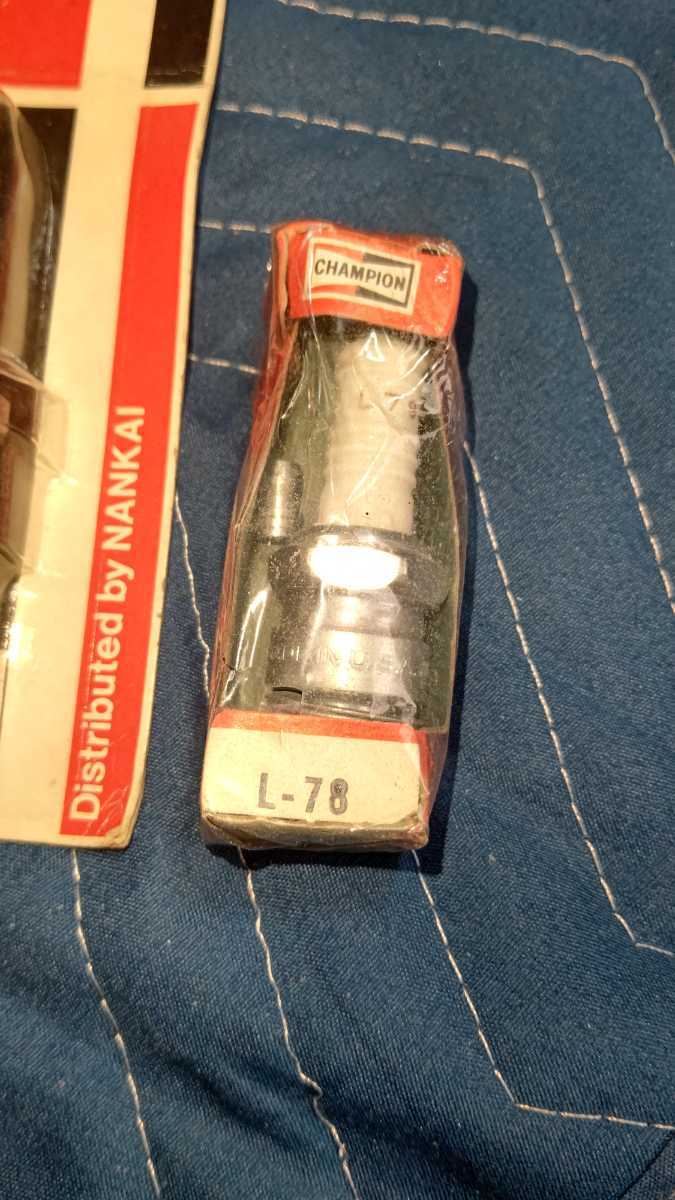 Distributed by NANKAI
CHAMPION
L-78